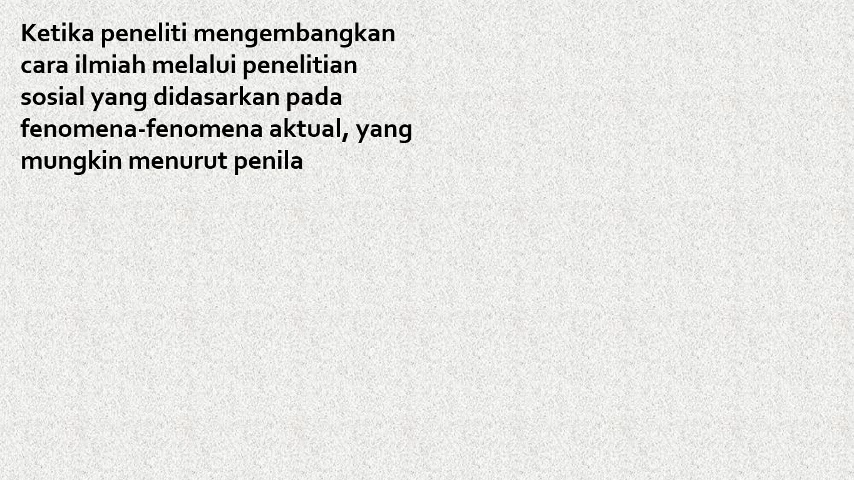 Ketika peneliti mengembangkan
cara ilmiah melalui penelitian
sosial yang didasarkan pada
fenomena-fenomena aktual, yang
mungkin menurut penila